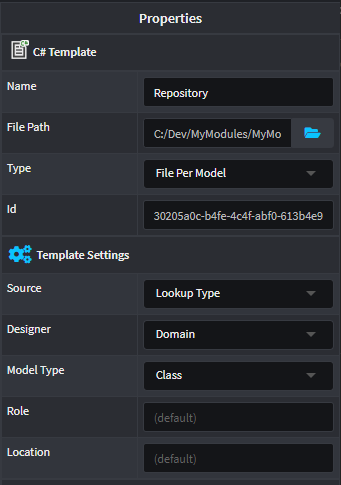 Properties
C# Template
Name Repository
File Path C:/Dev/MyModules/MyMo
Type File Per Model
Id 30205a0c-b4fe-4c4f-abf0-613b4e9
Template Settings
Source Lookup Type
Designer Domain
Model Type Class
Role (default)
Location (default)